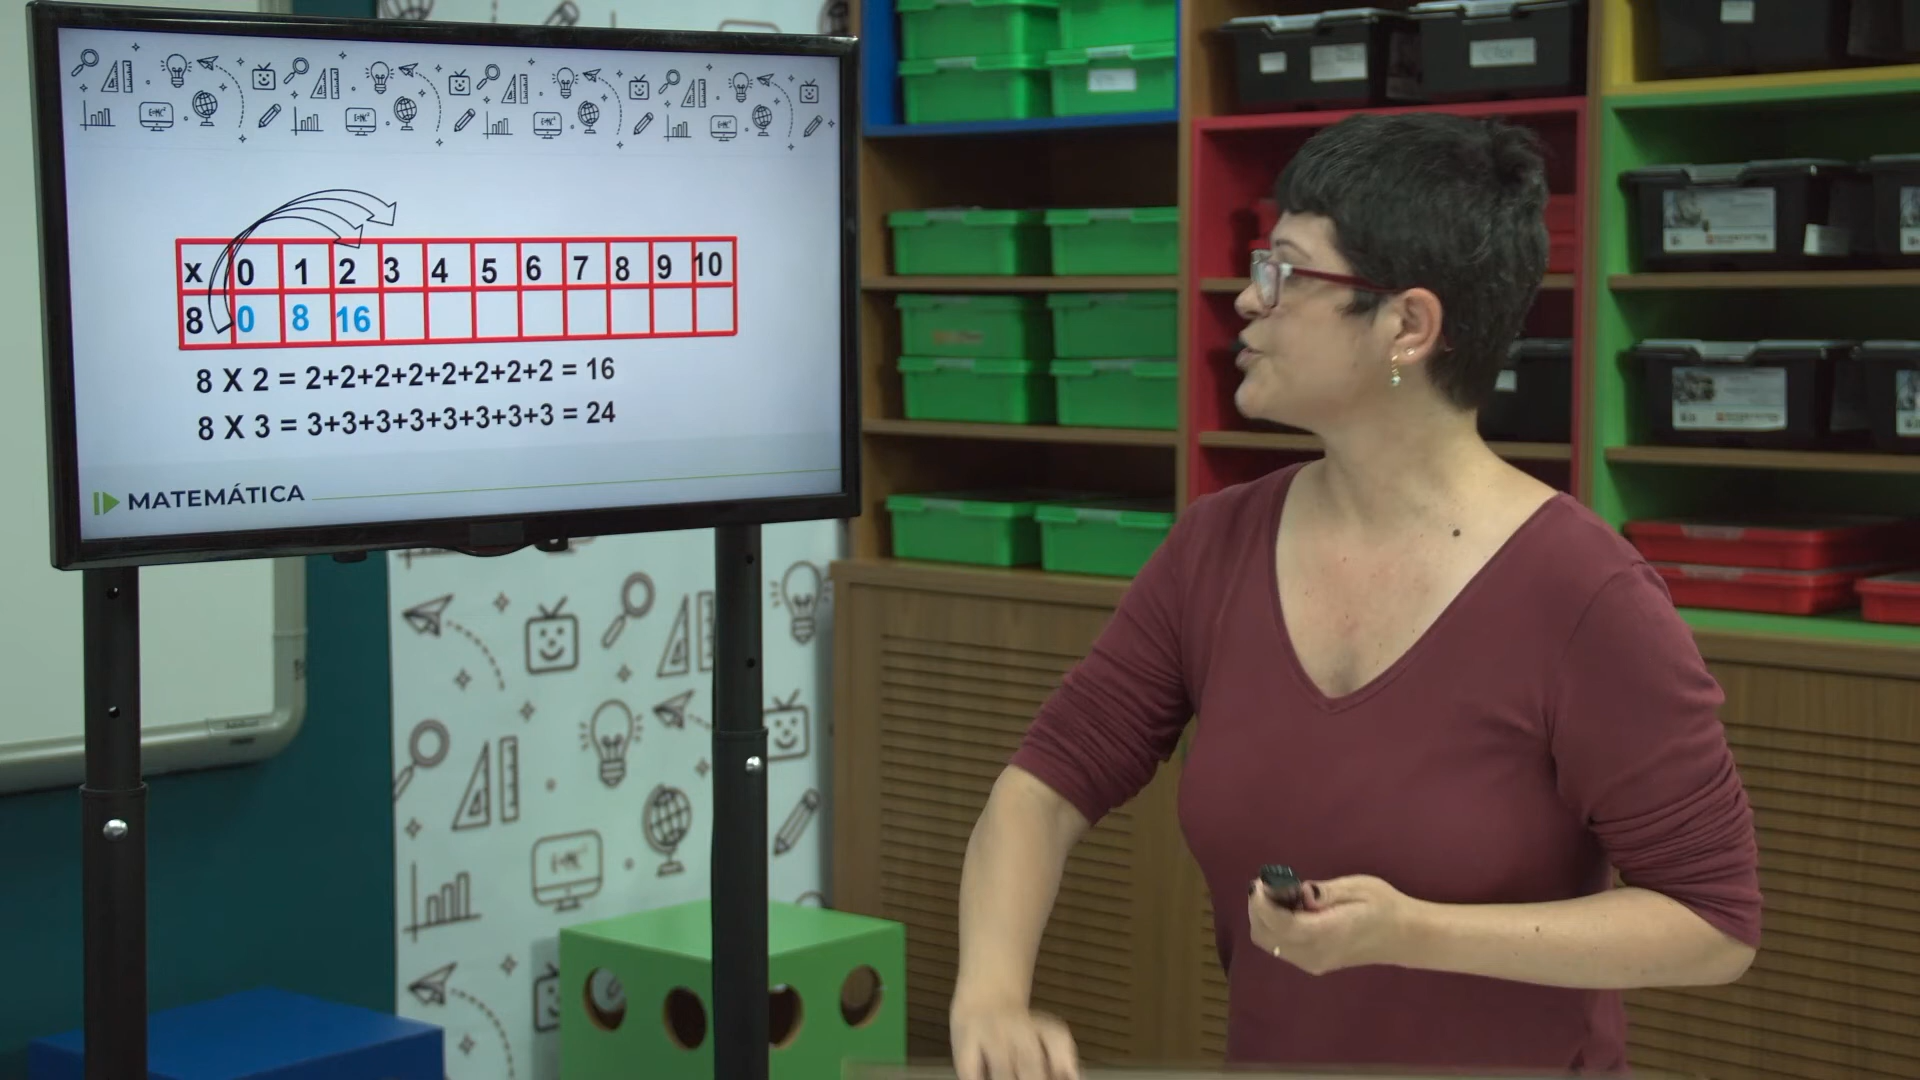 x 0 1 2 3 4 5 6 7 8 9 10
8 0 8 16
8 X 2 = 2+2+2+2+2+2+2+2 = 16
8 X 3 = 3+3+3+3+3+3+3+3 = 24
MATEMÁTICA